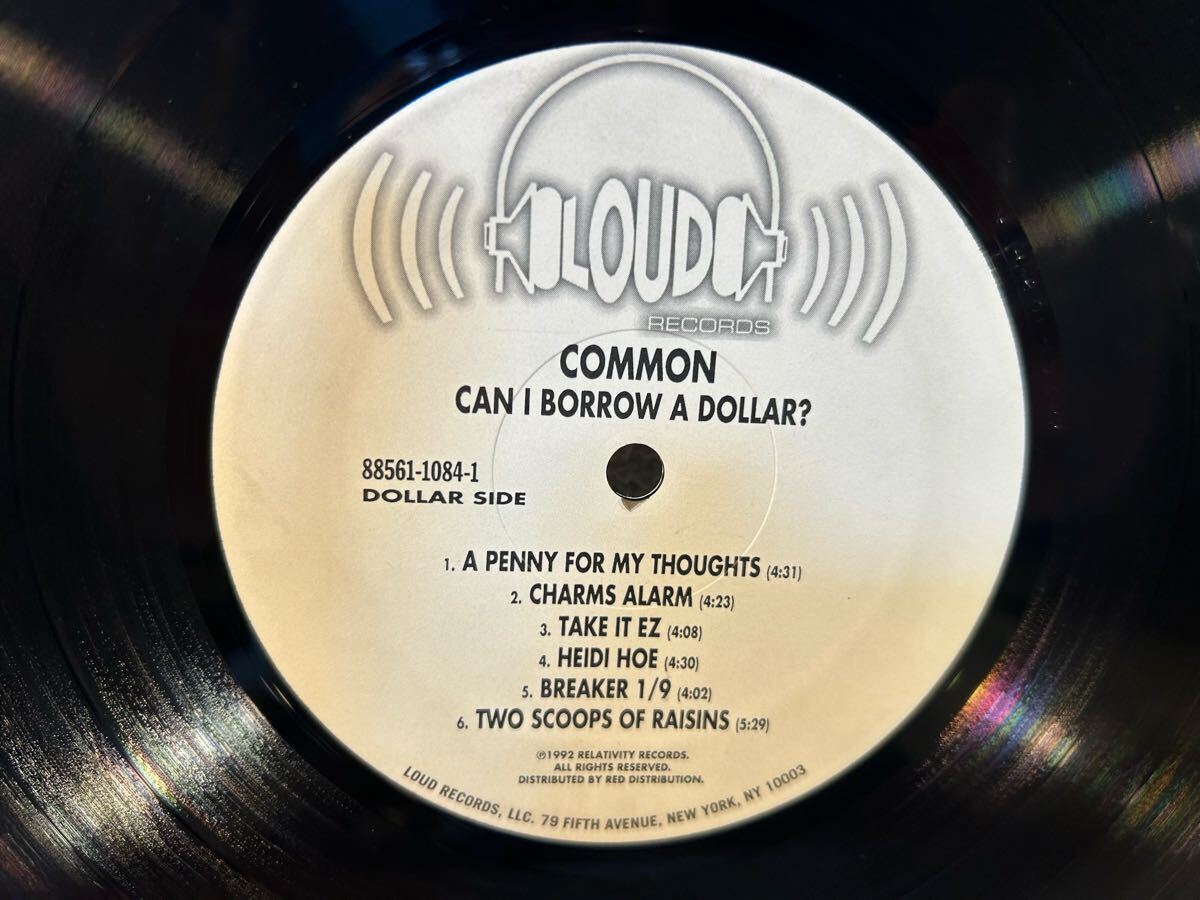 LOUD
RECORDS
COMMON
CAN I BORROW A DOLLAR?
88561-1084-1
DOLLAR SIDE
1. A PENNY FOR MY THOUGHTS (4:31)
2. CHARMS ALARM (4:23)
3. TAKE IT EZ (4:08)
4. HEIDI HOE (4:30)
5. BREAKER 1/9 (4:02)
6. TWO SCOOPS OF RAISINS (5:29)
℗1992 RELATIVITY RECORDS.
ALL RIGHTS RESERVED.
DISTRIBUTED BY RED DISTRIBUTION.
LOUD RECORDS, LLC. 79 FIFTH AVENUE, NEW YORK, NY 10003